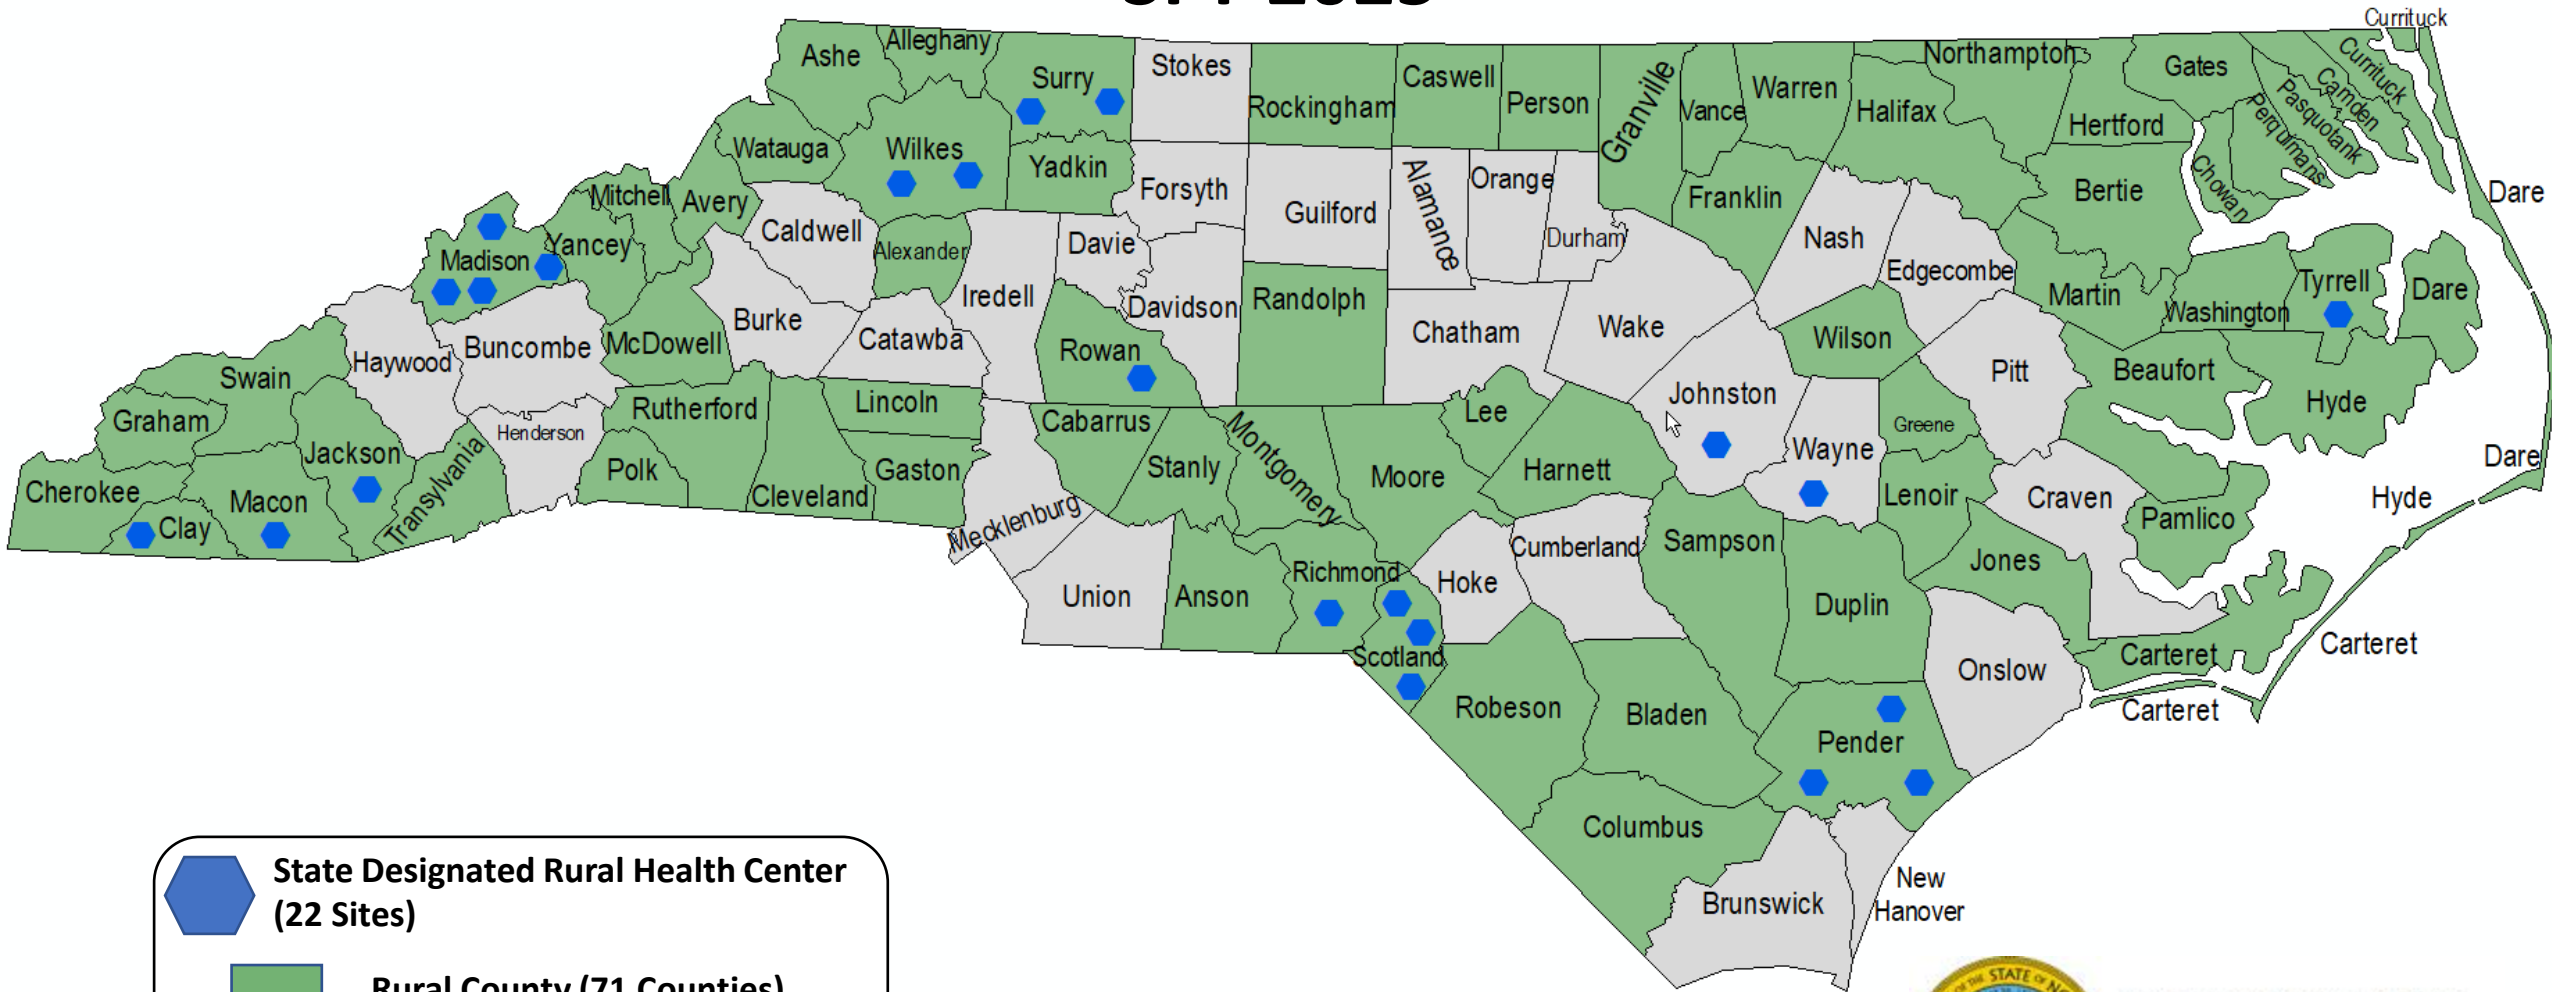 SFY 2023
Currituck
Ashe
Alleghany
Surry
Stokes
Rockingham
Caswell
Person
Granville
Vance
Warren
Northampton
Halifax
Hertford
Gates
Currituck
Camden
Pasquotank
Perquimans
Chowan
Dare
Watauga
Wilkes
Yadkin
Forsyth
Guilford
Alamance
Orange
Durham
Franklin
Nash
Edgecombe
Bertie
Martin
Washington
Tyrrell
Dare
Mitchell
Avery
Caldwell
Alexander
Davie
Madison
Yancey
Iredell
Davidson
Randolph
Chatham
Wake
Wilson
Pitt
Beaufort
Hyde
Haywood
Buncombe
McDowell
Burke
Catawba
Rowan
Johnston
Wayne
Greene
Swain
Graham
Jackson
Henderson
Rutherford
Lincoln
Cabarrus
Stanly
Montgomery
Moore
Lee
Harnett
Lenoir
Craven
Pamlico
Hyde
Dare
Cherokee
Clay
Macon
Transylvania
Polk
Cleveland
Gaston
Mecklenburg
Union
Anson
Richmond
Scotland
Hoke
Cumberland
Sampson
Duplin
Jones
Onslow
Carteret
Carteret
Carteret
Robeson
Bladen
Pender
Columbus
Brunswick
New
Hanover
State Designated Rural Health Center
(22 Sites)
Rural County (71 Counties)
THE STATE OF